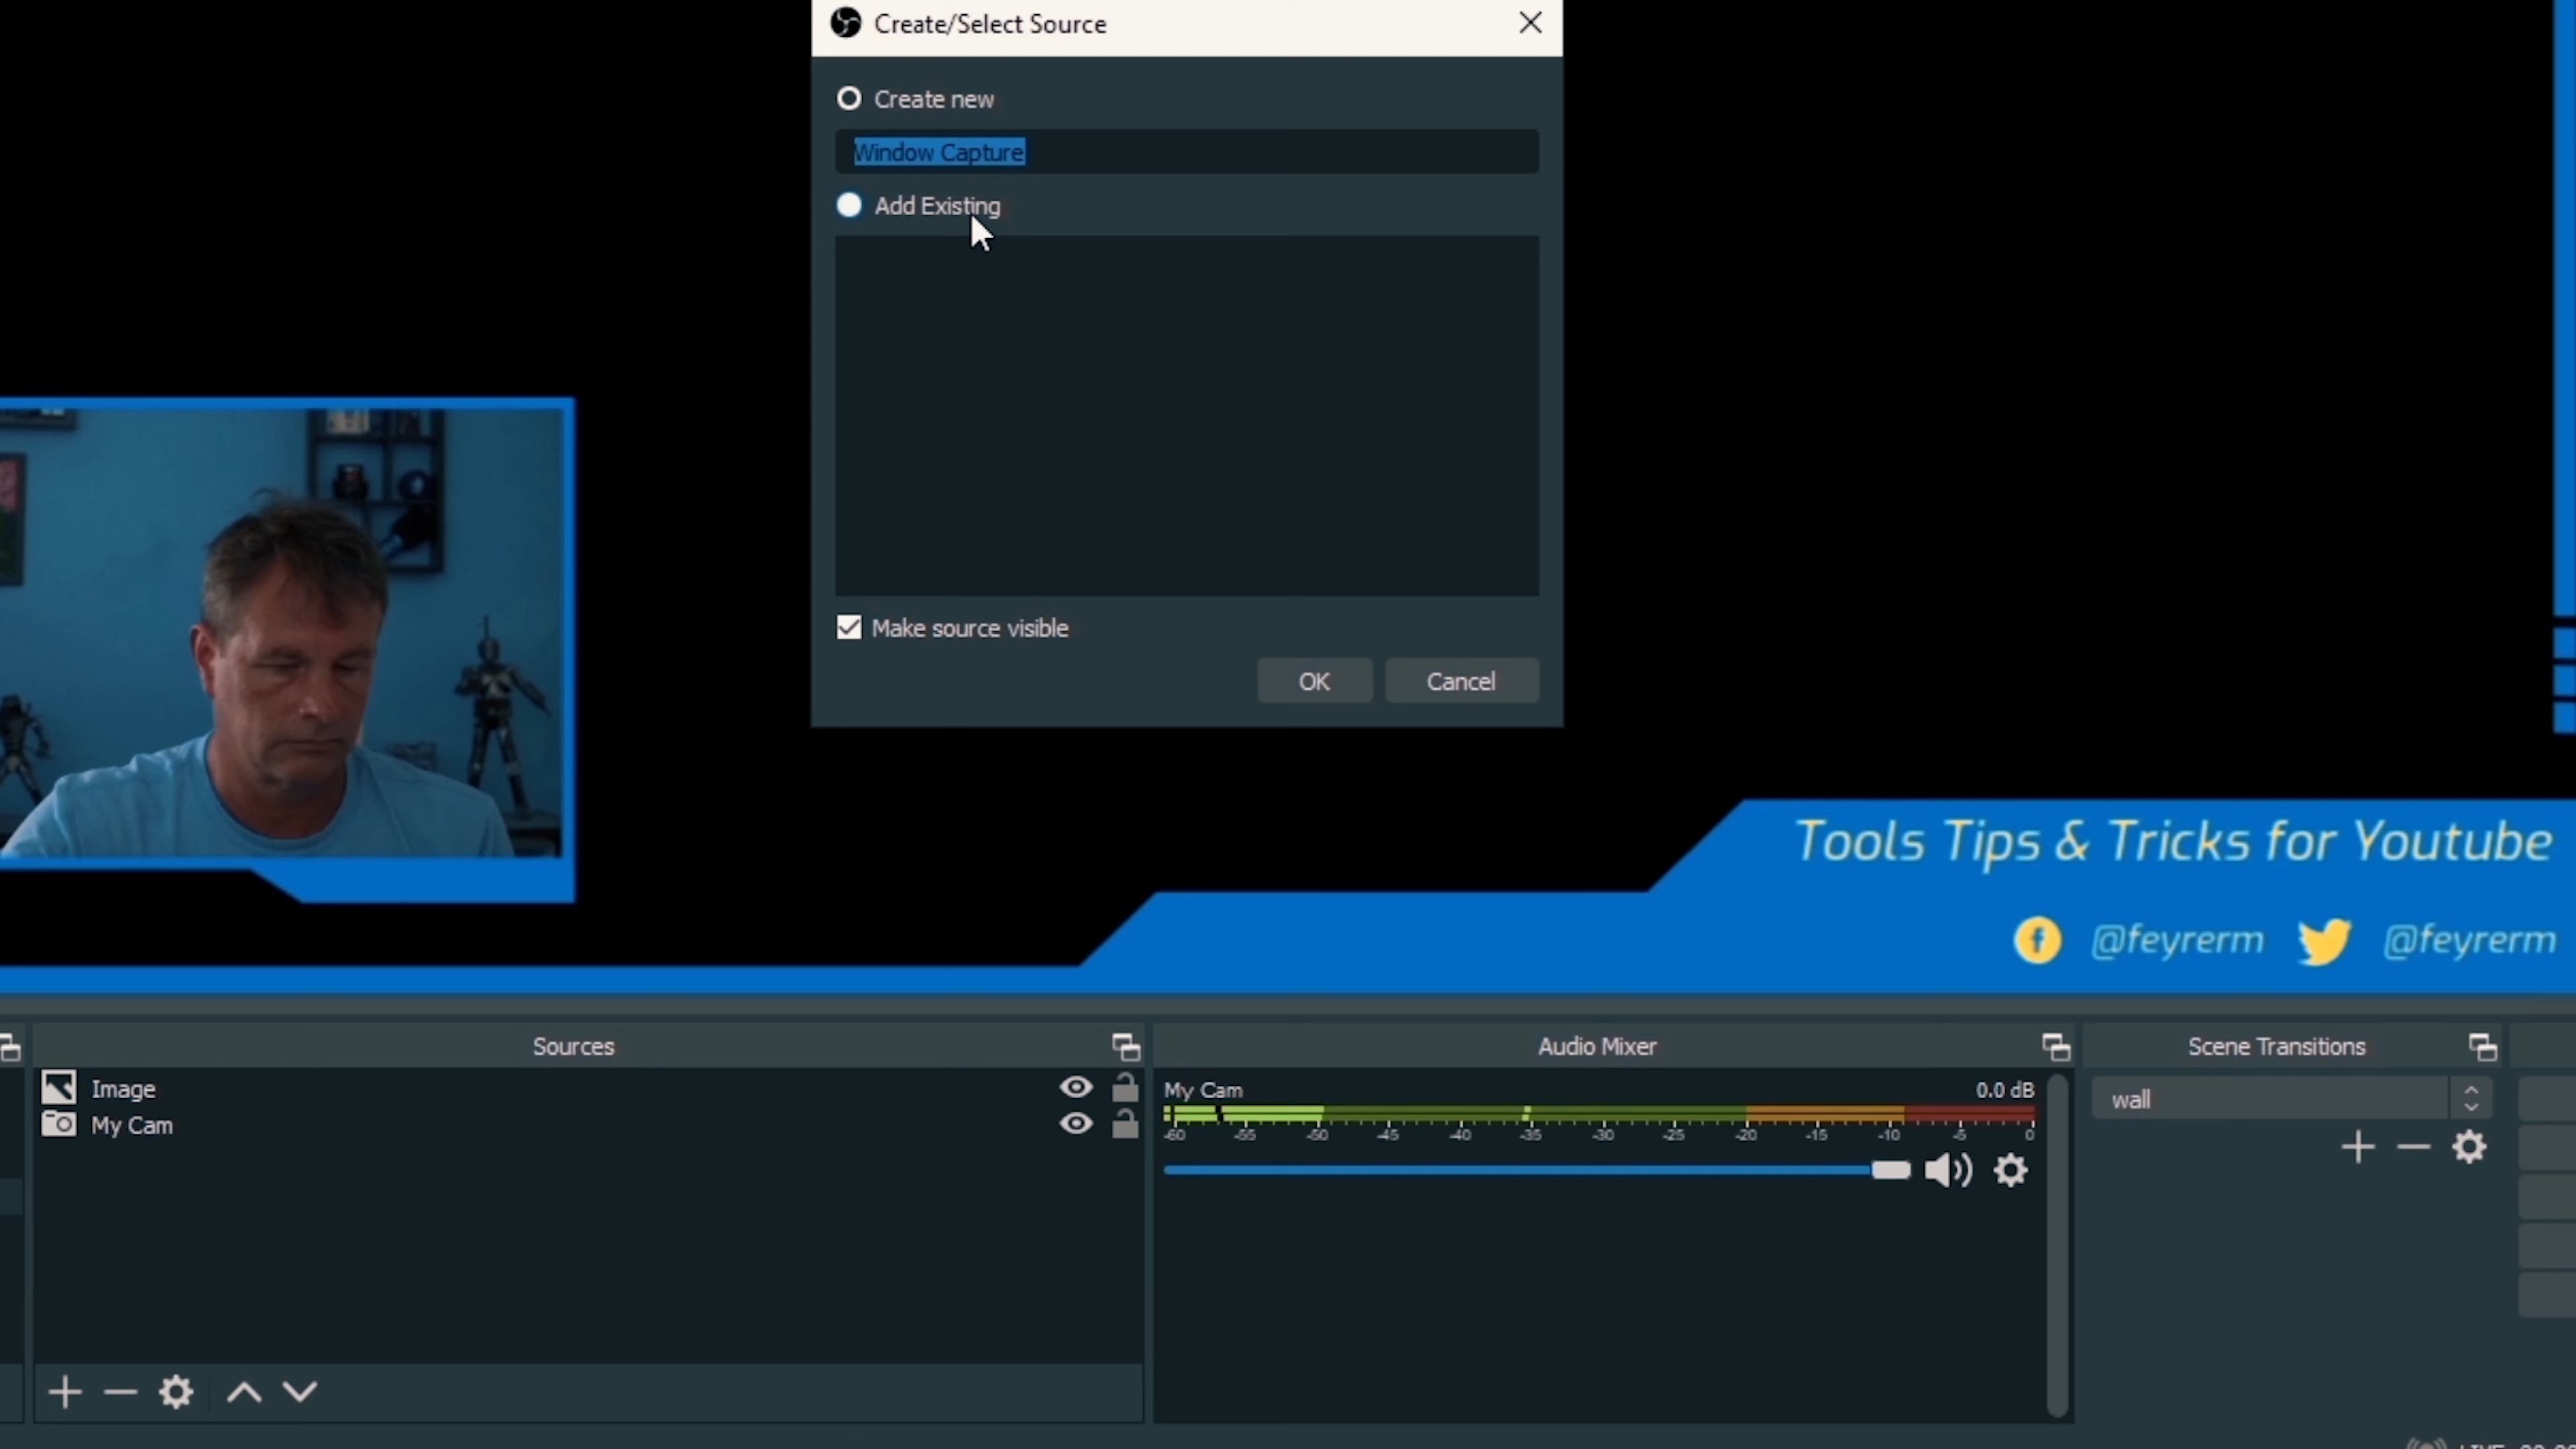 Create/Select Source
Create new
Window Capture
Add Existing
Make source visible
OK
Cancel
Tools Tips & Tricks for Youtube
@feyrerm
@feyrerm
Sources
Audio Mixer
Scene Transitions
Image
My Cam
My Cam
0.0 dB
-60 -55 -50 -45 -40 -35 -30 -25 -20 -15 -10 -5 0
wall